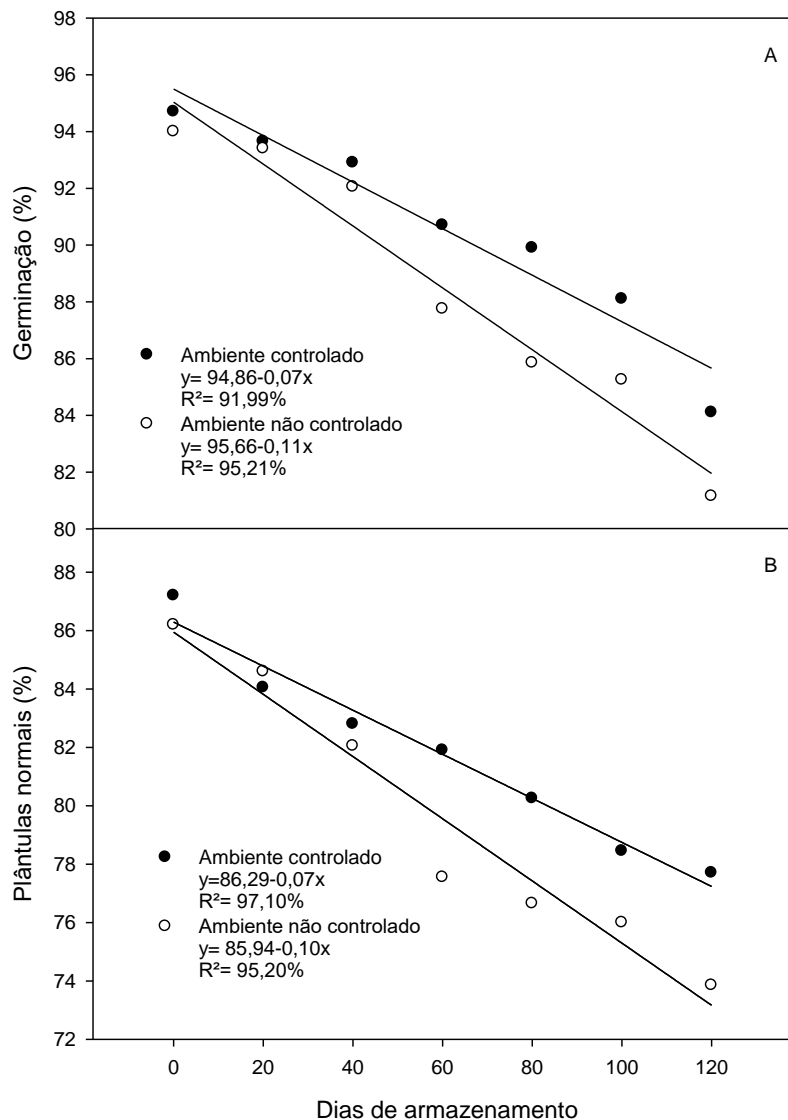 98
A
96
94
92
90
88
86
84
82
80
Germinação (%)
Ambiente controlado
y= 94,86-0,07x
R²= 91,99%
Ambiente não controlado
y= 95,66-0,11x
R²= 95,21%
B
88
86
84
82
80
78
76
74
72
Plântulas normais (%)
Ambiente controlado
y=86,29-0,07x
R²= 97,10%
Ambiente não controlado
y= 85,94-0,10x
R²= 95,20%
0 20 40 60 80 100 120
Dias de armazenamento